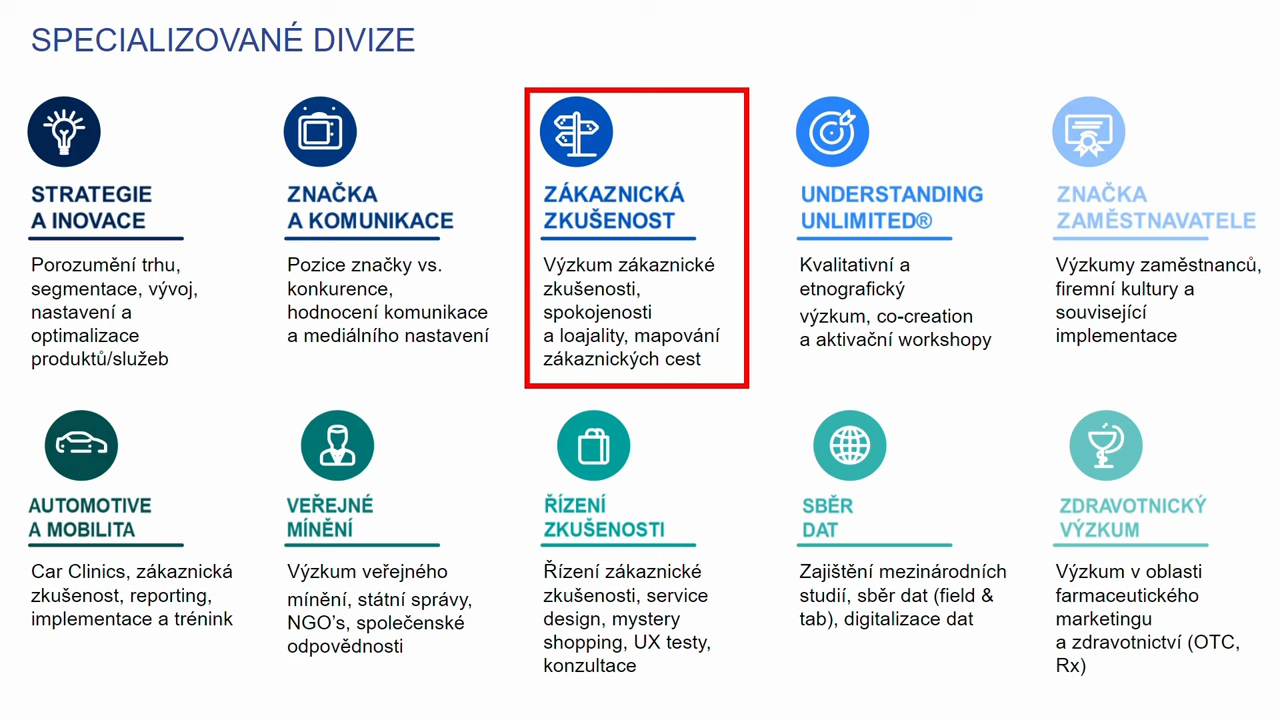 SPECIALIZOVANÉ DIVIZE
STRATEGIE
A INOVACE
Porozumění trhu,
segmentace, vývoj,
nastavení a
optimalizace
produktů/služeb
ZNAČKA
A KOMUNIKACE
Pozice značky vs.
konkurence,
hodnocení komunikace
a mediálního nastavení
ZÁKAZNICKÁ
ZKUŠENOST
Výzkum zákaznické
zkušenosti,
spokojenosti
a loajality, mapování
zákaznických cest
UNDERSTANDING
UNLIMITED®
Kvalitativní a
etnografický
výzkum, co-creation
a aktivační workshopy
ZNAČKA
ZAMĚSTNAVATELE
Výzkumy zaměstnanců,
firemní kultury a
související
implementace
AUTOMOTIVE
A MOBILITA
Car Clinics, zákaznická
zkušenost, reporting,
implementace a trénink
VEŘEJNÉ
MÍNĚNÍ
Výzkum veřejného
mínění, státní správy,
NGO’s, společenské
odpovědnosti
ŘÍZENÍ
ZKUŠENOSTI
Řízení zákaznické
zkušenosti, service
design, mystery
shopping, UX testy,
konzultace
SBĚR
DAT
Zajištění mezinárodních
studií, sběr dat (field &
tab), digitalizace dat
ZDRAVOTNICKÝ
VÝZKUM
Výzkum v oblasti
farmaceutického
marketingu
a zdravotnictví (OTC,
Rx)